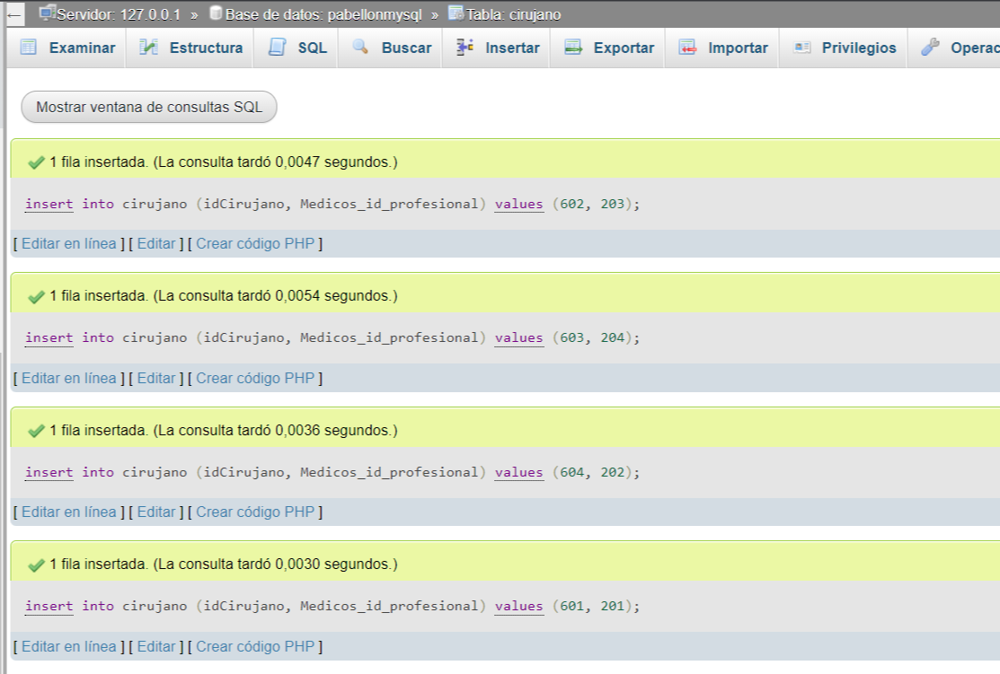 Servidor: 127.0.0.1 » Base de datos: pabellonmysql » Tabla: cirujano
Examinar Estructura SQL Buscar Insertar Exportar Importar Privilegios Operac
Mostrar ventana de consultas SQL
1 fila insertada. (La consulta tardó 0,0047 segundos.)
insert into cirujano (idCirujano, Medicos_id_profesional) values (602, 203);
[ Editar en línea ] [ Editar ] [ Crear código PHP ]
1 fila insertada. (La consulta tardó 0,0054 segundos.)
insert into cirujano (idCirujano, Medicos_id_profesional) values (603, 204);
[ Editar en línea ] [ Editar ] [ Crear código PHP ]
1 fila insertada. (La consulta tardó 0,0036 segundos.)
insert into cirujano (idCirujano, Medicos_id_profesional) values (604, 202);
[ Editar en línea ] [ Editar ] [ Crear código PHP ]
1 fila insertada. (La consulta tardó 0,0030 segundos.)
insert into cirujano (idCirujano, Medicos_id_profesional) values (601, 201);
[ Editar en línea ] [ Editar ] [ Crear código PHP ]